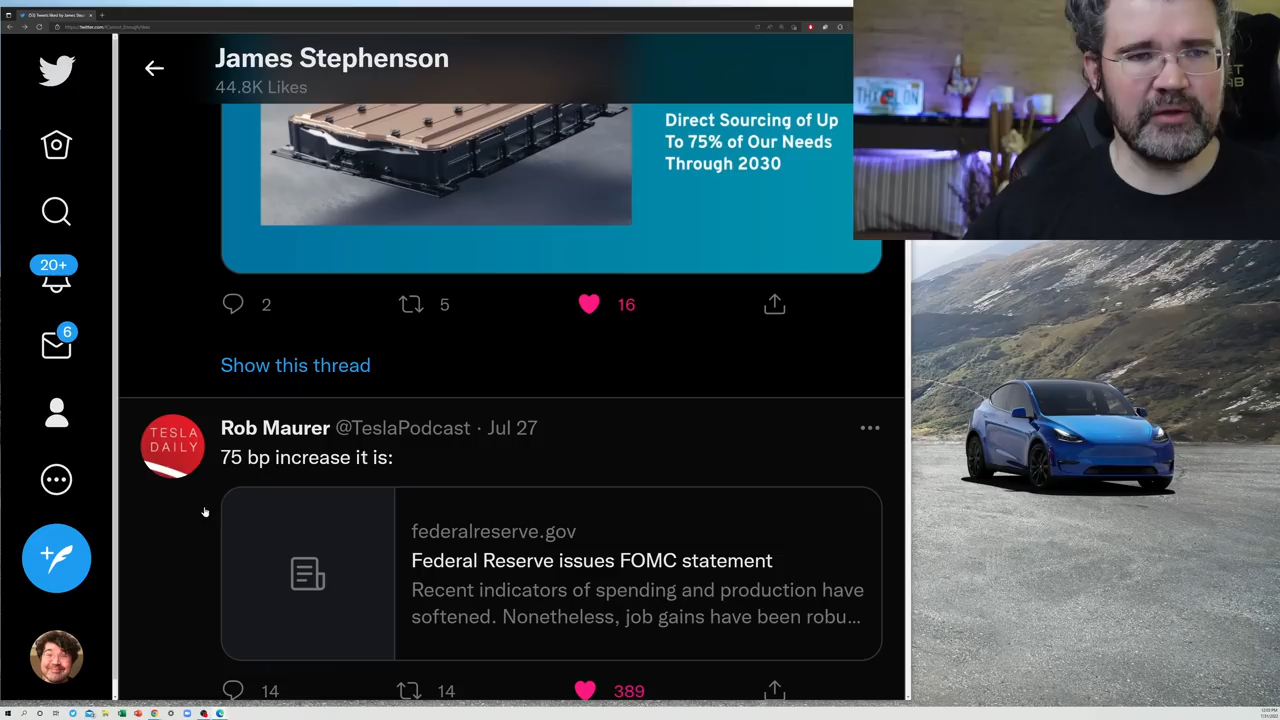 James Stephenson
44.8K Likes
Direct Sourcing of Up
To 75% of Our Needs
Through 2030
20+
6
2
5
16
Show this thread
TESLA
DAILY
Rob Maurer @TeslaPodcast · Jul 27
75 bp increase it is:
federalreserve.gov
Federal Reserve issues FOMC statement
Recent indicators of spending and production have
softened. Nonetheless, job gains have been robu...
14
14
389